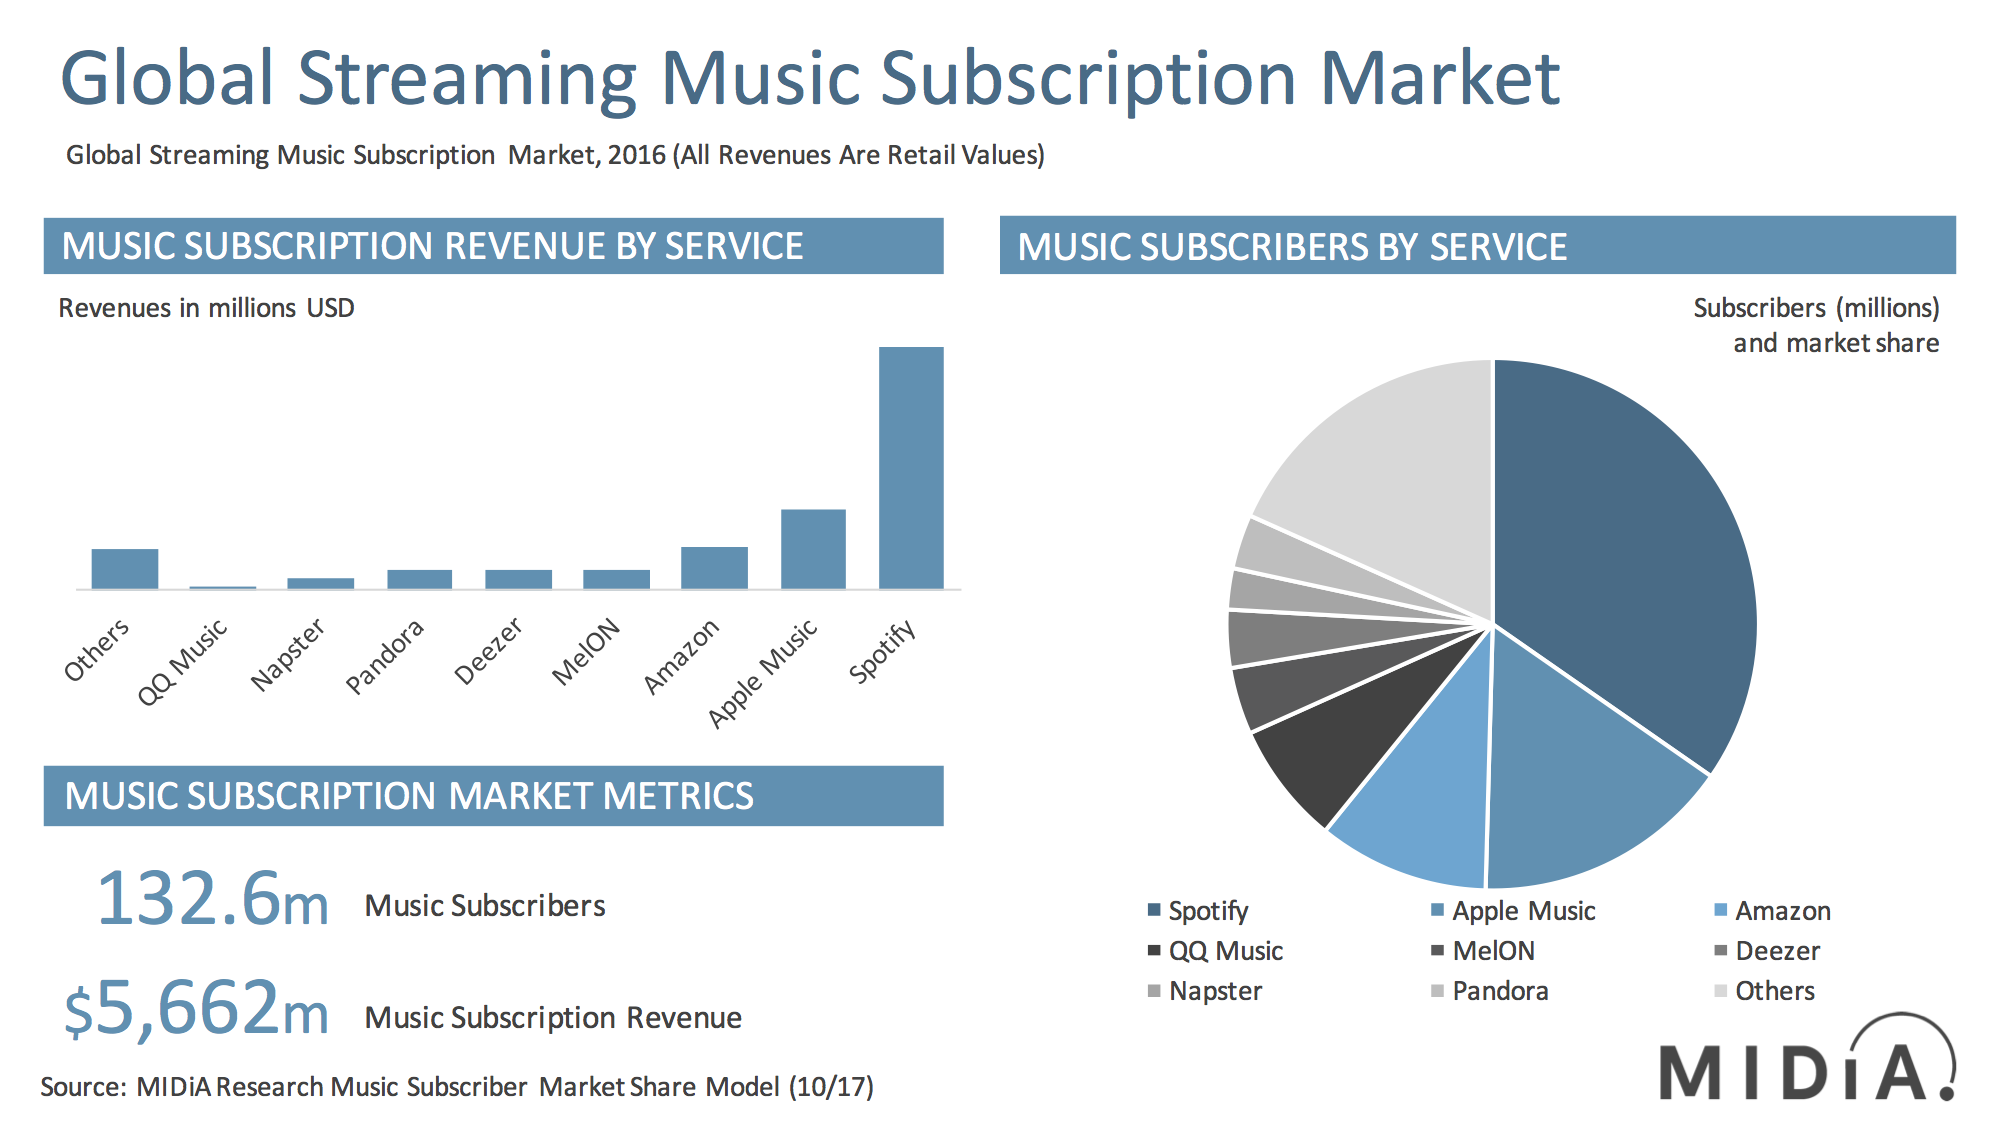 Global Streaming Music Subscription Market
Global Streaming Music Subscription Market, 2016 (All Revenues Are Retail Values)
MUSIC SUBSCRIPTION REVENUE BY SERVICE
Revenues in millions USD
Others
QQ Music
Napster
Pandora
Deezer
MelON
Amazon
Apple Music
Spotify
MUSIC SUBSCRIPTION MARKET METRICS
132.6m Music Subscribers
$5,662m Music Subscription Revenue
Source: MIDiA Research Music Subscriber Market Share Model (10/17)
MUSIC SUBSCRIBERS BY SERVICE
Subscribers (millions)
and market share
Spotify Apple Music Amazon
QQ Music MelON Deezer
Napster Pandora Others
MIDiA.